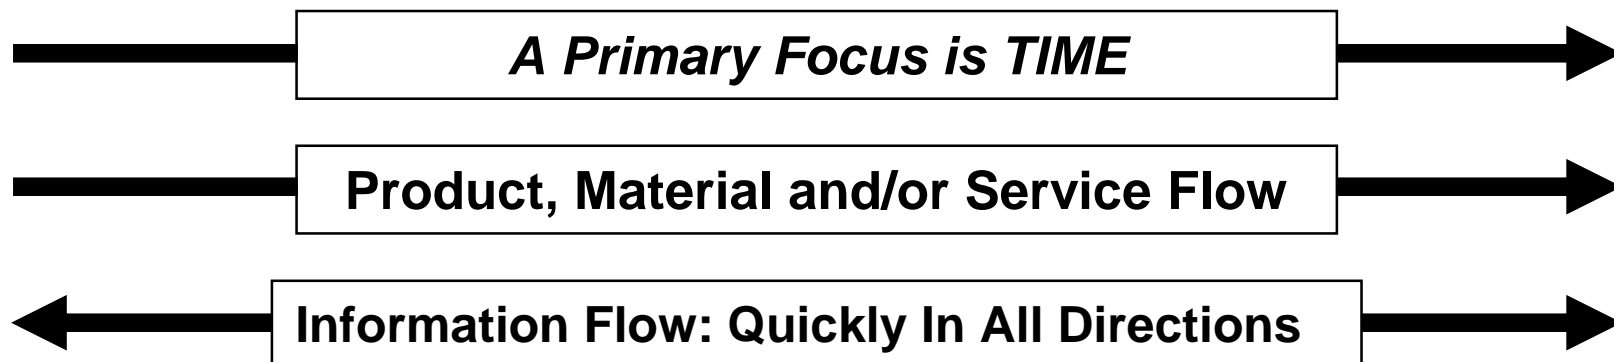 A Primary Focus is TIME
Product, Material and/or Service Flow
Information Flow: Quickly In All Directions